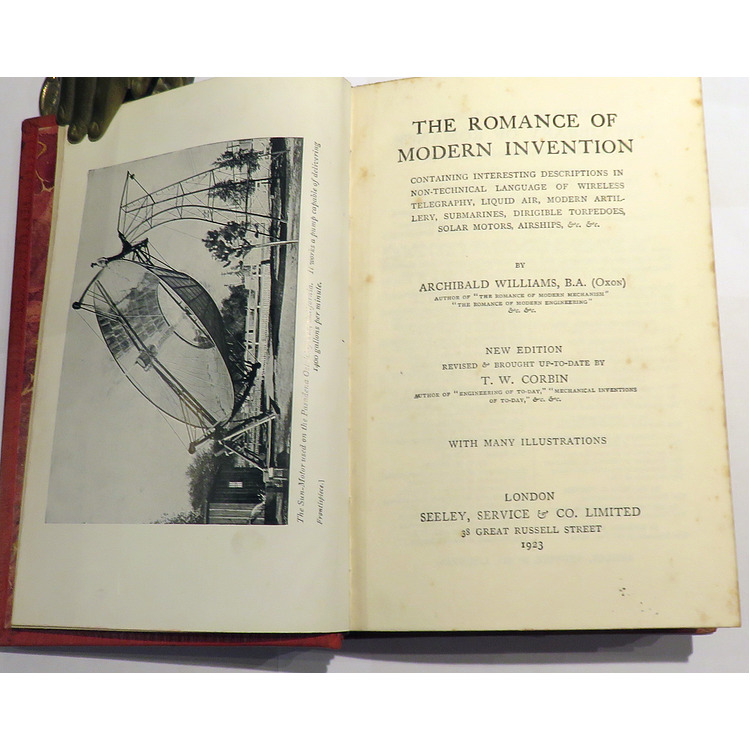 The Sun-Motor used on the Pasadena Os California. It works a pump capable of delivering
1400 gallons per minute.
Frontispiece.]
THE ROMANCE OF
MODERN INVENTION
CONTAINING INTERESTING DESCRIPTIONS IN
NON-TECHNICAL LANGUAGE OF WIRELESS
TELEGRAPHY, LIQUID AIR, MODERN ARTIL-
LERY, SUBMARINES, DIRIGIBLE TORPEDOES,
SOLAR MOTORS, AIRSHIPS, &c. &c.
BY
ARCHIBALD WILLIAMS, B.A. (OXON)
AUTHOR OF "THE ROMANCE OF MODERN MECHANISM"
"THE ROMANCE OF MODERN ENGINEERING"
&c. &c.
NEW EDITION
REVISED & BROUGHT UP-TO-DATE BY
T. W. CORBIN
AUTHOR OF "ENGINEERING OF TO-DAY," "MECHANICAL INVENTIONS
OF TO-DAY," &c. &c.
WITH MANY ILLUSTRATIONS
LONDON
SEELEY, SERVICE & CO. LIMITED
38 GREAT RUSSELL STREET
1923